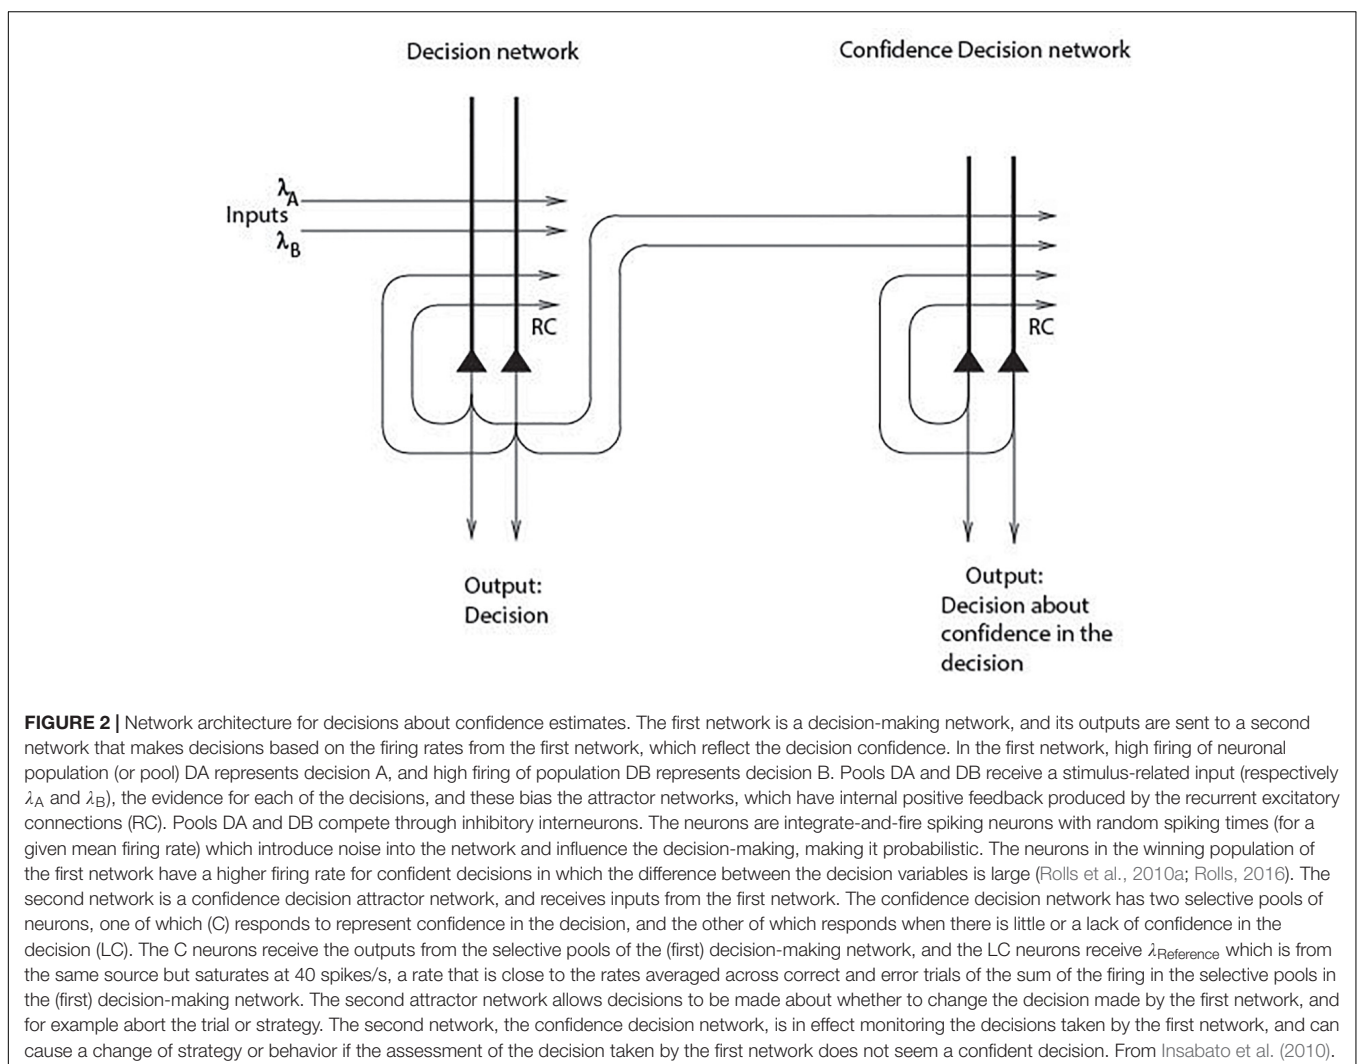 Decision network
Confidence Decision network
λA
Inputs
λB
RC
RC
Output:
Decision
Output:
Decision about
confidence in the
decision
FIGURE 2 | Network architecture for decisions about confidence estimates. The first network is a decision-making network, and its outputs are sent to a second
network that makes decisions based on the firing rates from the first network, which reflect the decision confidence. In the first network, high firing of neuronal
population (or pool) DA represents decision A, and high firing of population DB represents decision B. Pools DA and DB receive a stimulus-related input (respectively
λA and λB), the evidence for each of the decisions, and these bias the attractor networks, which have internal positive feedback produced by the recurrent excitatory
connections (RC). Pools DA and DB compete through inhibitory interneurons. The neurons are integrate-and-fire spiking neurons with random spiking times (for a
given mean firing rate) which introduce noise into the network and influence the decision-making, making it probabilistic. The neurons in the winning population of
the first network have a higher firing rate for confident decisions in which the difference between the decision variables is large (Rolls et al., 2010a; Rolls, 2016). The
second network is a confidence decision attractor network, and receives inputs from the first network. The confidence decision network has two selective pools of
neurons, one of which (C) responds to represent confidence in the decision, and the other of which responds when there is little or a lack of confidence in the
decision (LC). The C neurons receive the outputs from the selective pools of the (first) decision-making network, and the LC neurons receive λReference which is from
the same source but saturates at 40 spikes/s, a rate that is close to the rates averaged across correct and error trials of the sum of the firing in the selective pools in
the (first) decision-making network. The second attractor network allows decisions to be made about whether to change the decision made by the first network, and
for example abort the trial or strategy. The second network, the confidence decision network, is in effect monitoring the decisions taken by the first network, and can
cause a change of strategy or behavior if the assessment of the decision taken by the first network does not seem a confident decision. From Insabato et al. (2010).